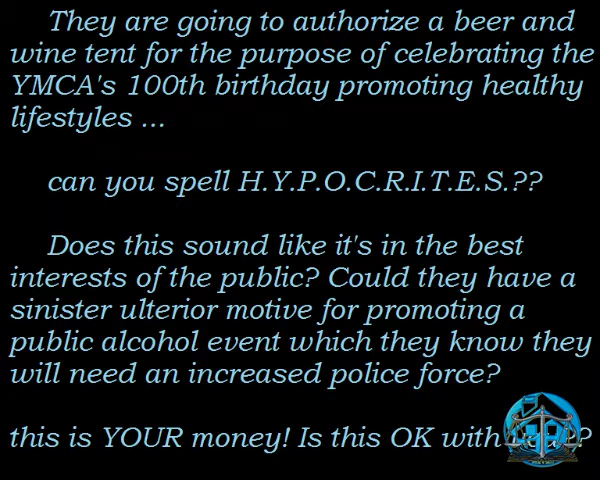 They are going to authorize a beer and
wine tent for the purpose of celebrating the
YMCA's 100th birthday promoting healthy
lifestyles ...
can you spell H.Y.P.O.C.R.I.T.E.S.??
Does this sound like it's in the best
interests of the public? Could they have a
sinister ulterior motive for promoting a
public alcohol event which they know they
will need an increased police force?
this is YOUR money! Is this OK with